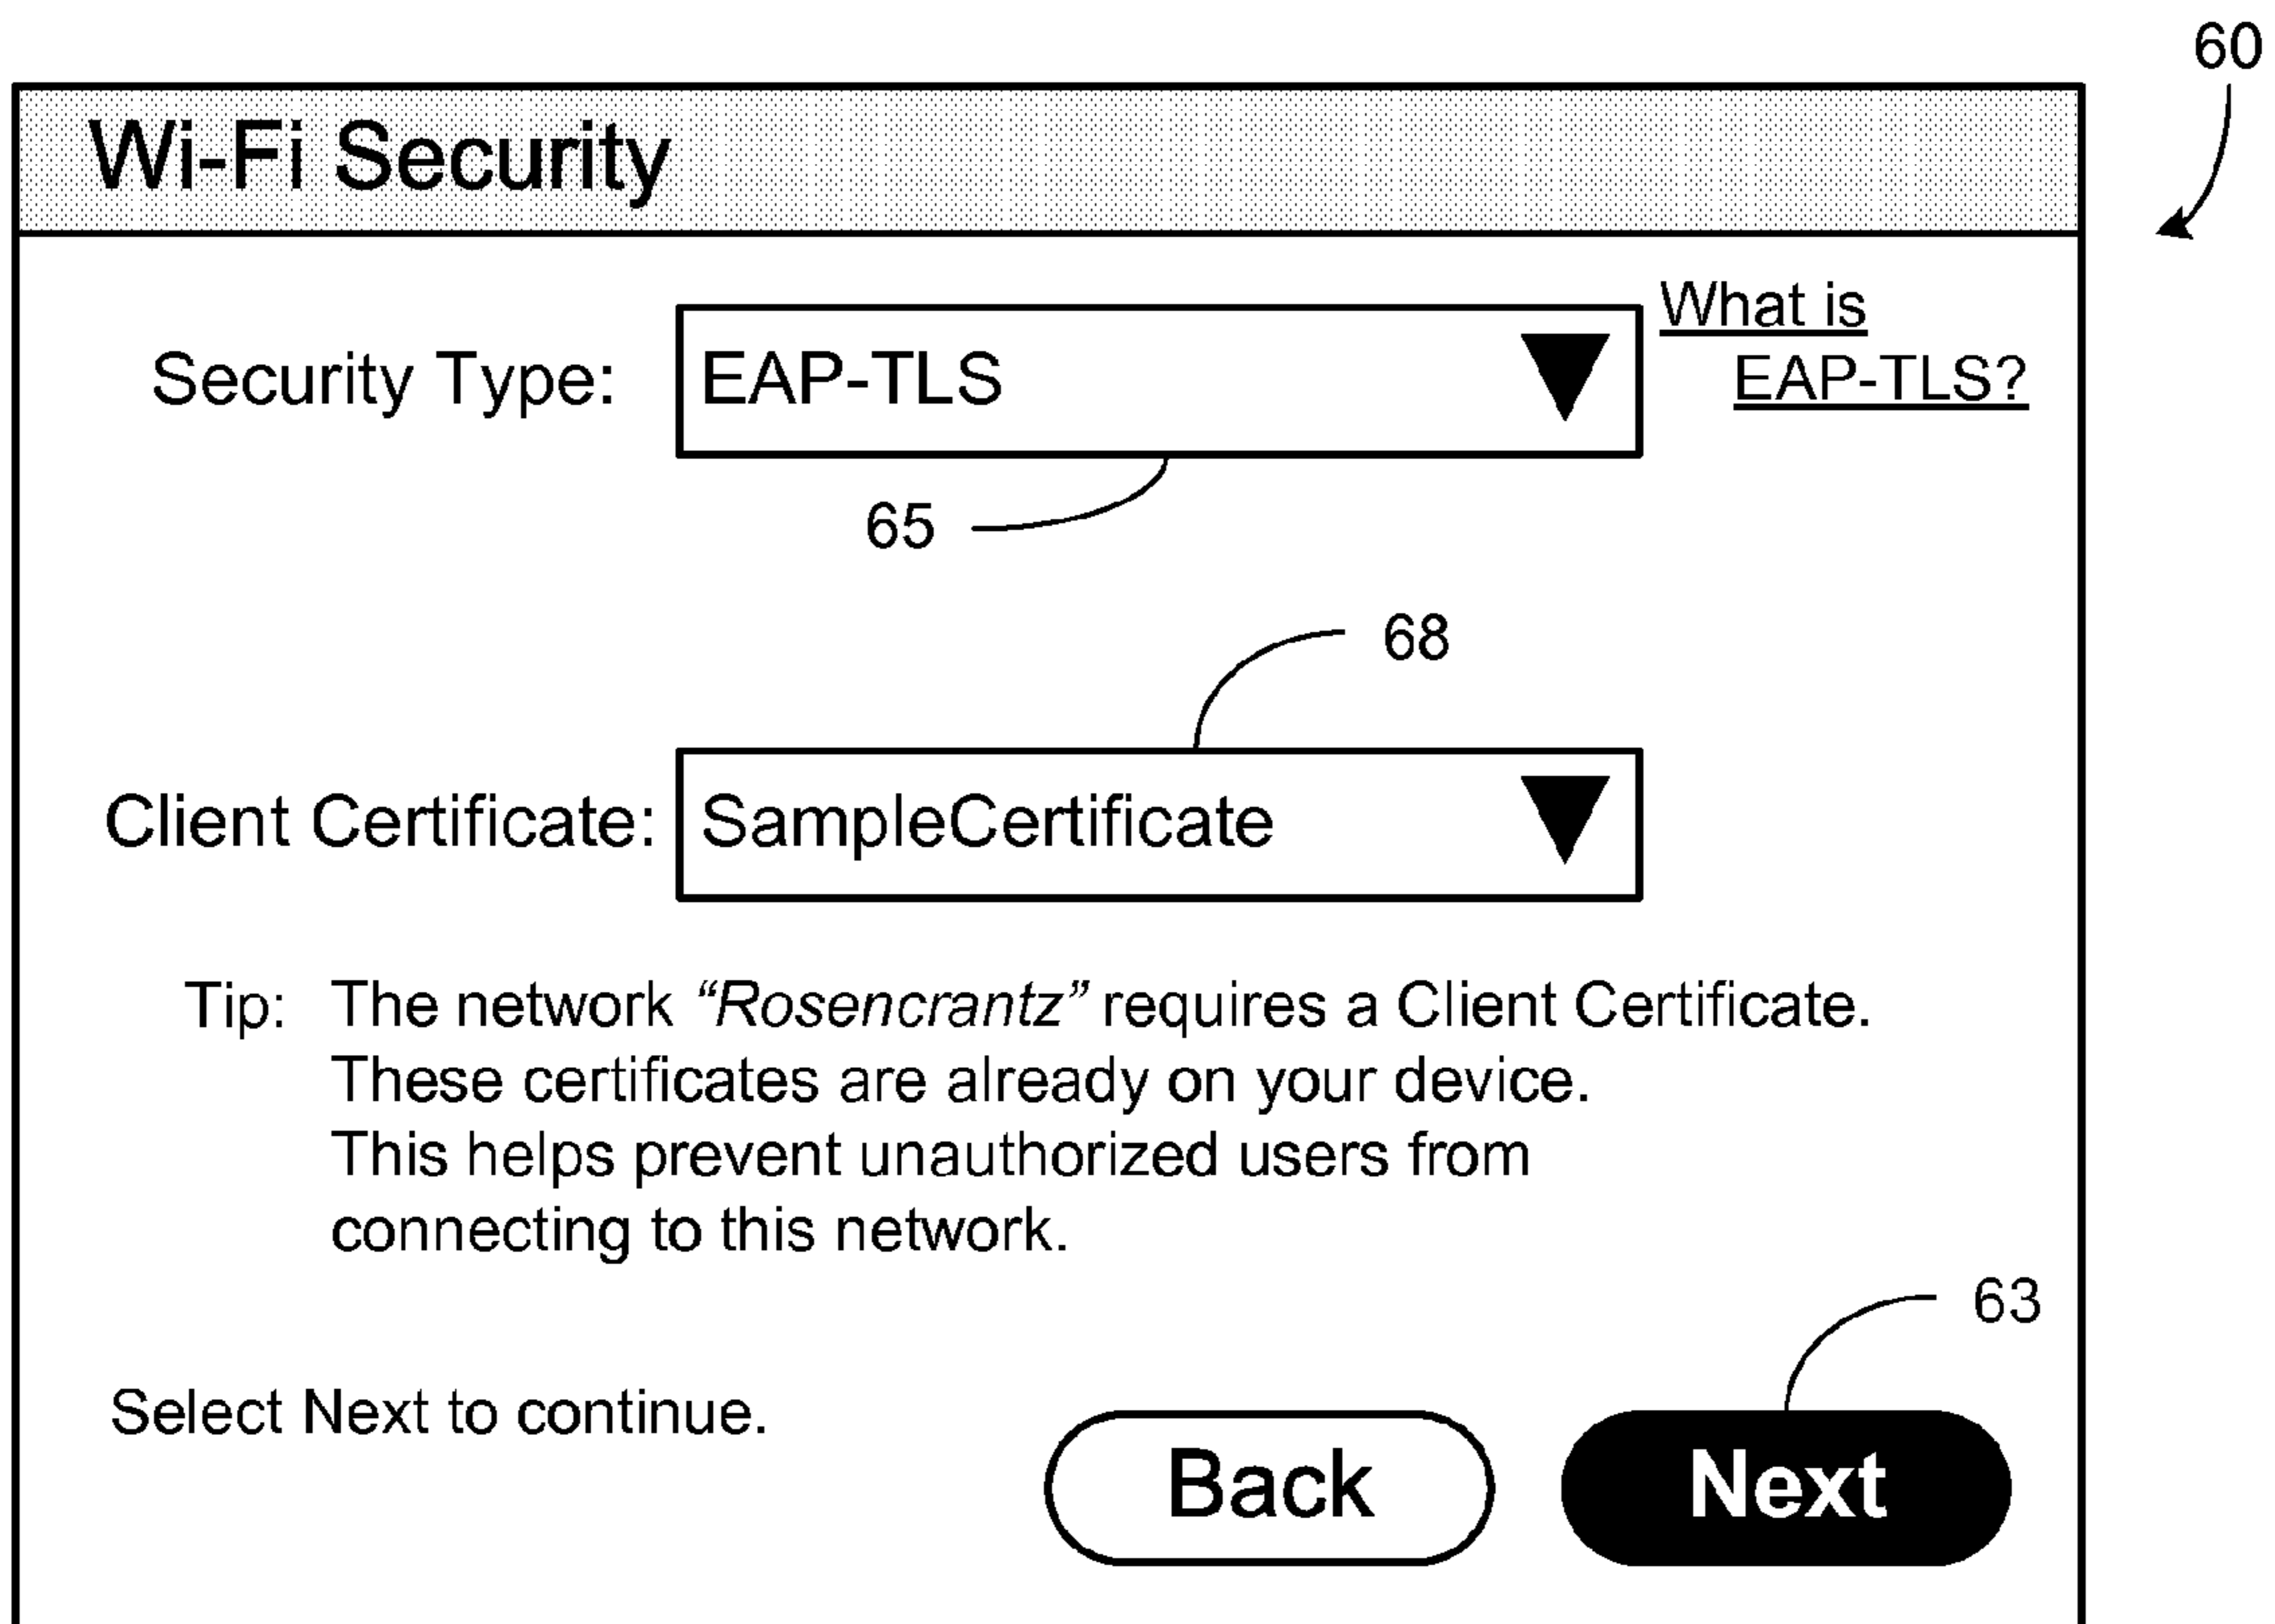 60
Wi-Fi Security
What is
Security Type: EAP-TLS EAP-TLS?
65
68
Client Certificate: SampleCertificate
Tip: The network “Rosencrantz” requires a Client Certificate.
These certificates are already on your device.
This helps prevent unauthorized users from
connecting to this network.
63
Select Next to continue.
Back Next